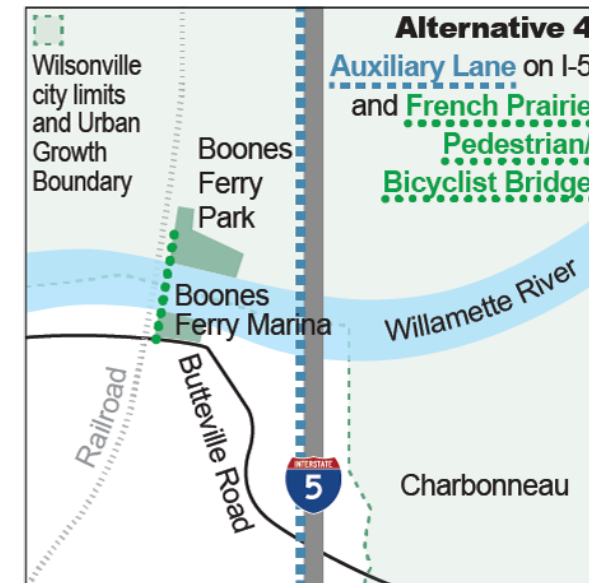 Alternative 4
Auxiliary Lane on I-5
and French Prairie
Pedestrian/
Bicyclist Bridge
Wilsonville
city limits
and Urban
Growth
Boundary
Boones
Ferry
Park
Willamette River
Boones
Ferry Marina
Railroad
Butteville Road
INTERSTATE
5
Charbonneau